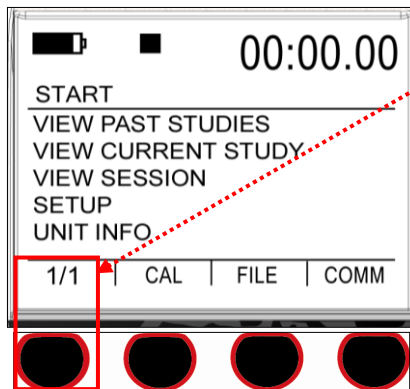 00:00.00
START
VIEW PAST STUDIES
VIEW CURRENT STUDY
VIEW SESSION
SETUP
UNIT INFO
1/1 CAL FILE COMM